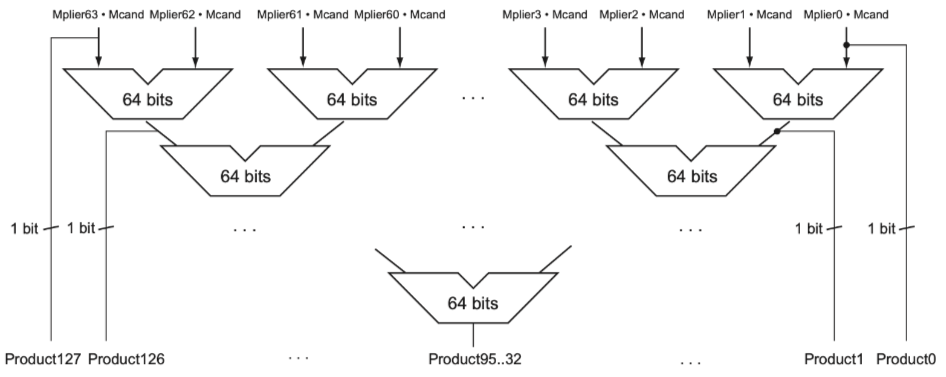 Mplier63 • Mcand Mplier62 • Mcand Mplier61 • Mcand Mplier60 • Mcand Mplier3 • Mcand Mplier2 • Mcand Mplier1 • Mcand Mplier0 • Mcand
64 bits 64 bits . . . 64 bits 64 bits
64 bits 64 bits
1 bit 1 bit . . . . . . . . . 1 bit 1 bit
64 bits
Product127 Product126 . . . Product95..32 . . . Product1 Product0